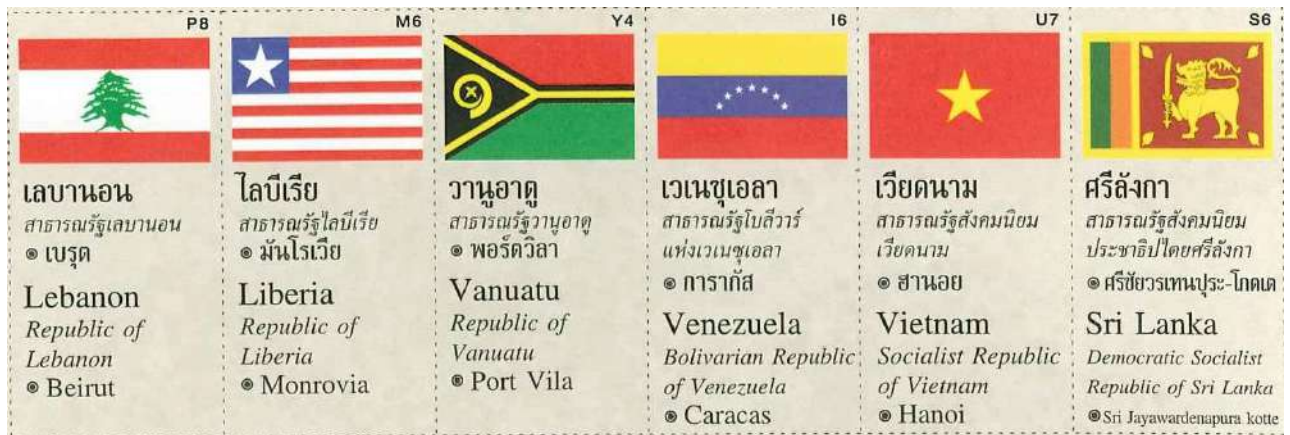 P8
เลบานอน
สาธารณรัฐเลบานอน
◉ เบรุต
Lebanon
Republic of
Lebanon
◉ Beirut
M6
ไลบีเรีย
สาธารณรัฐไลบีเรีย
◉ มันโรเวีย
Liberia
Republic of
Liberia
◉ Monrovia
Y4
วานูอาตู
สาธารณรัฐวานูอาตู
◉ พอร์ตวิลา
Vanuatu
Republic of
Vanuatu
◉ Port Vila
I6
เวเนซุเอลา
สาธารณรัฐโบลีวาร์
แห่งเวเนซุเอลา
◉ การากัส
Venezuela
Bolivarian Republic
of Venezuela
◉ Caracas
U7
เวียดนาม
สาธารณรัฐสังคมนิยม
เวียดนาม
◉ ฮานอย
Vietnam
Socialist Republic
of Vietnam
◉ Hanoi
S6
ศรีลังกา
สาธารณรัฐสังคมนิยม
ประชาธิปไตยศรีลังกา
◉ ศรีชัยวรเทนปุระ-โกตเต
Sri Lanka
Democratic Socialist
Republic of Sri Lanka
◉ Sri Jayawardenapura kotte